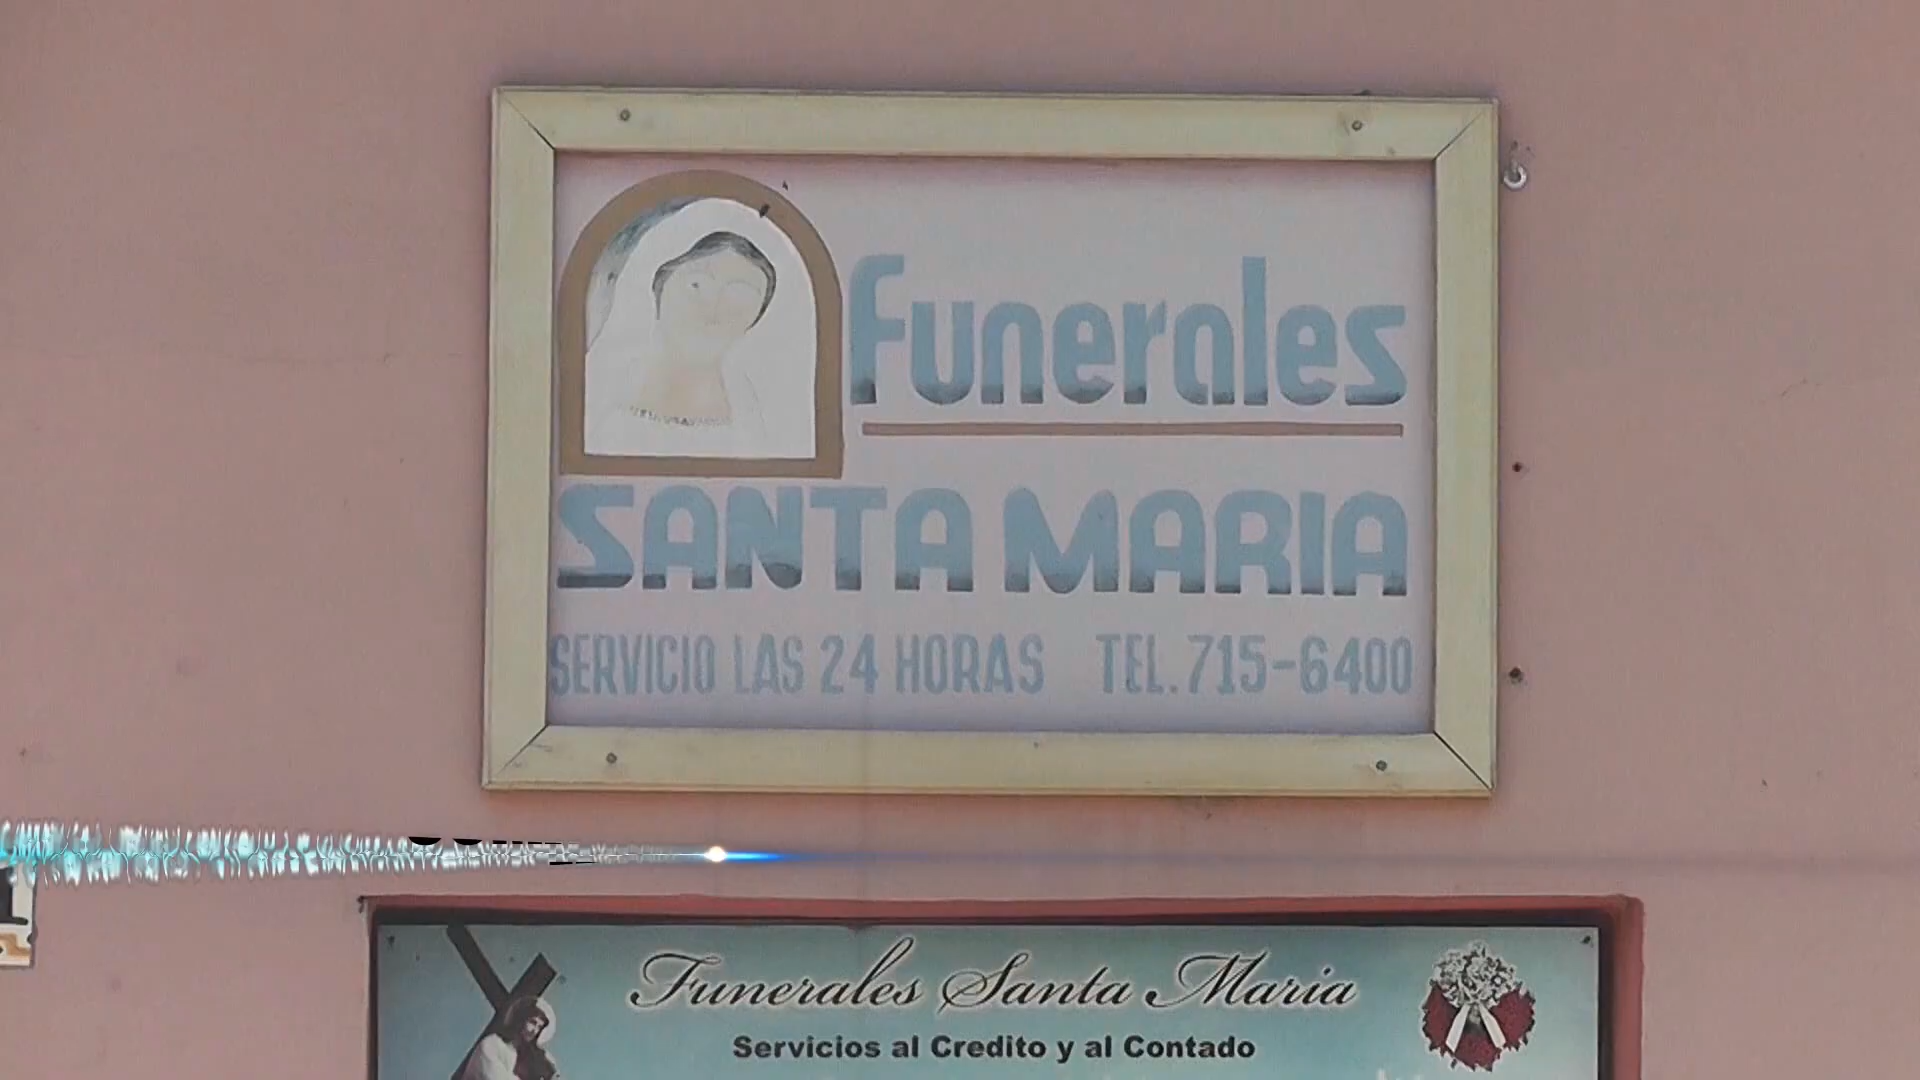 Funerales
SANTA MARIA
SERVICIO LAS 24 HORAS TEL. 715-6400
Funerales Santa Maria
Servicios al Credito y al Contado